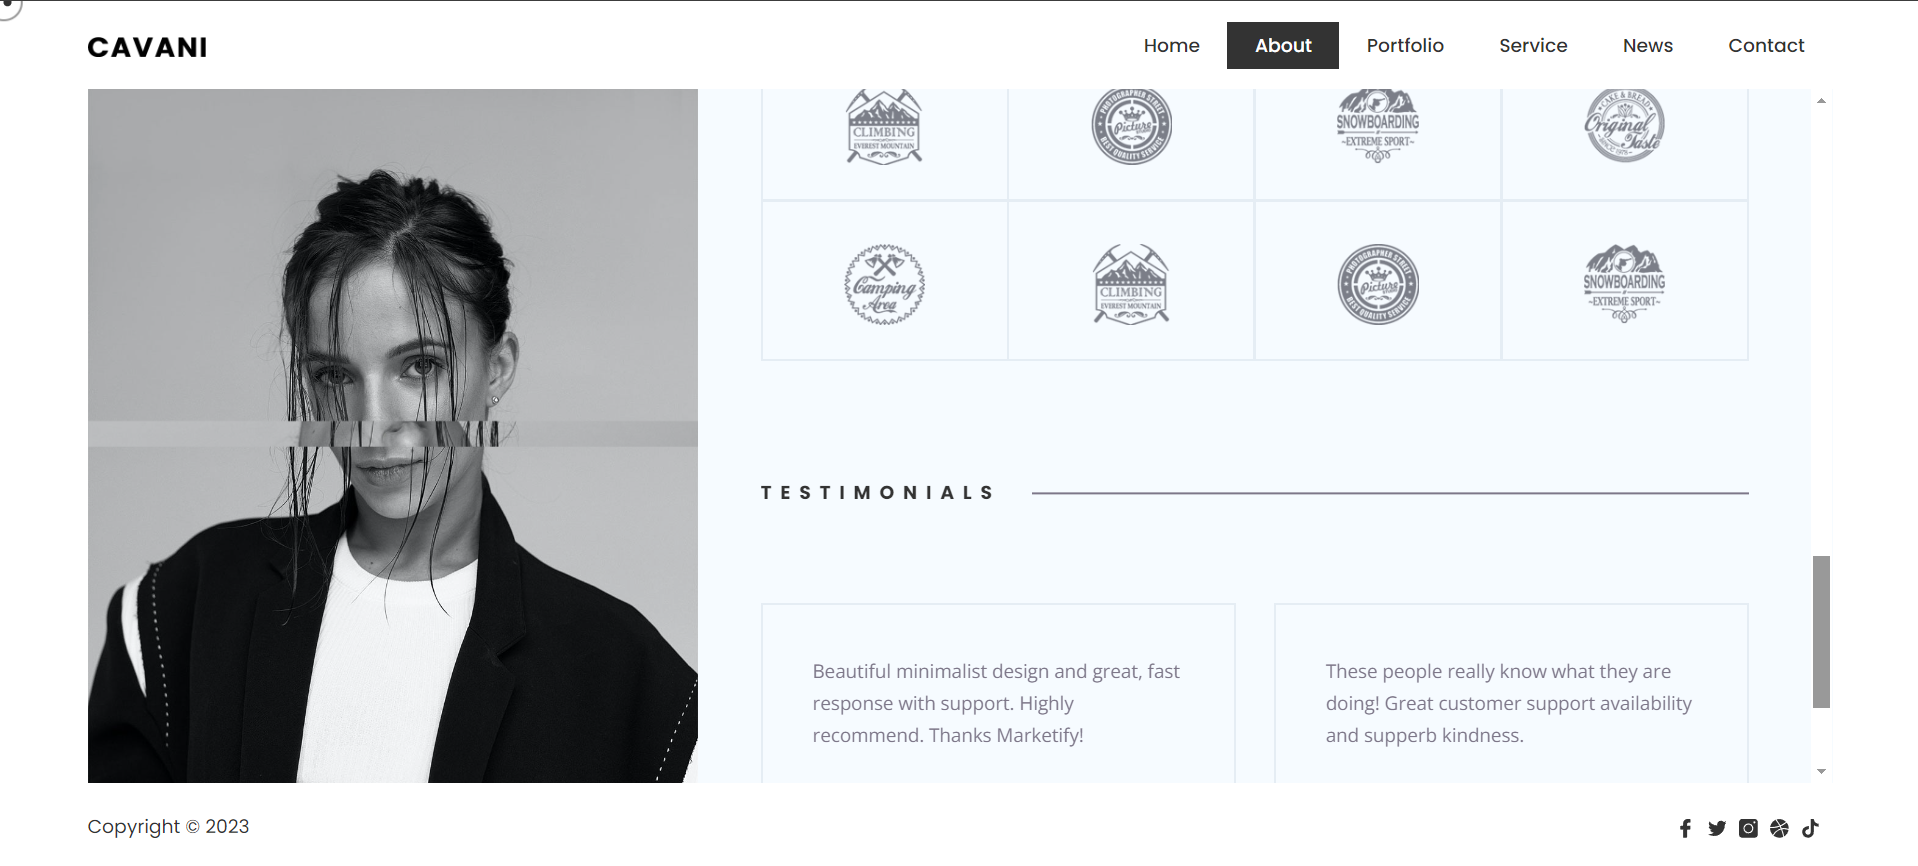 CAVANI
Home About Portfolio Service News Contact
CLIMBING
EVEREST MOUNTAIN
PHOTOGRAPHER STREET
Picture
BEST QUALITY SERVICE
SNOWBOARDING
~EXTREME SPORT~
CAKE & BREAD
Original
Taste
Camping
Area
CLIMBING
EVEREST MOUNTAIN
PHOTOGRAPHER STREET
Picture
BEST QUALITY SERVICE
SNOWBOARDING
~EXTREME SPORT~
TESTIMONIALS
Beautiful minimalist design and great, fast
response with support. Highly
recommend. Thanks Marketify!
These people really know what they are
doing! Great customer support availability
and supperb kindness.
Copyright © 2023